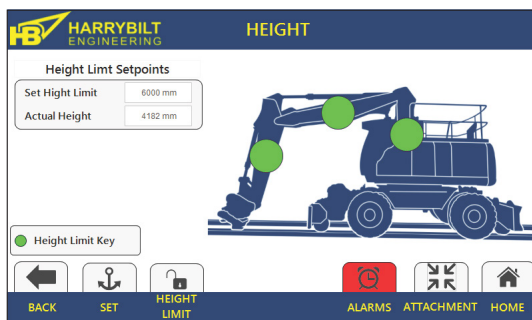 HB
HARRYBILT
ENGINEERING
HEIGHT
Height Limt Setpoints
Set Hight Limit 6000 mm
Actual Height 4182 mm
Height Limit Key
BACK SET HEIGHT LIMIT ALARMS ATTACHMENT HOME